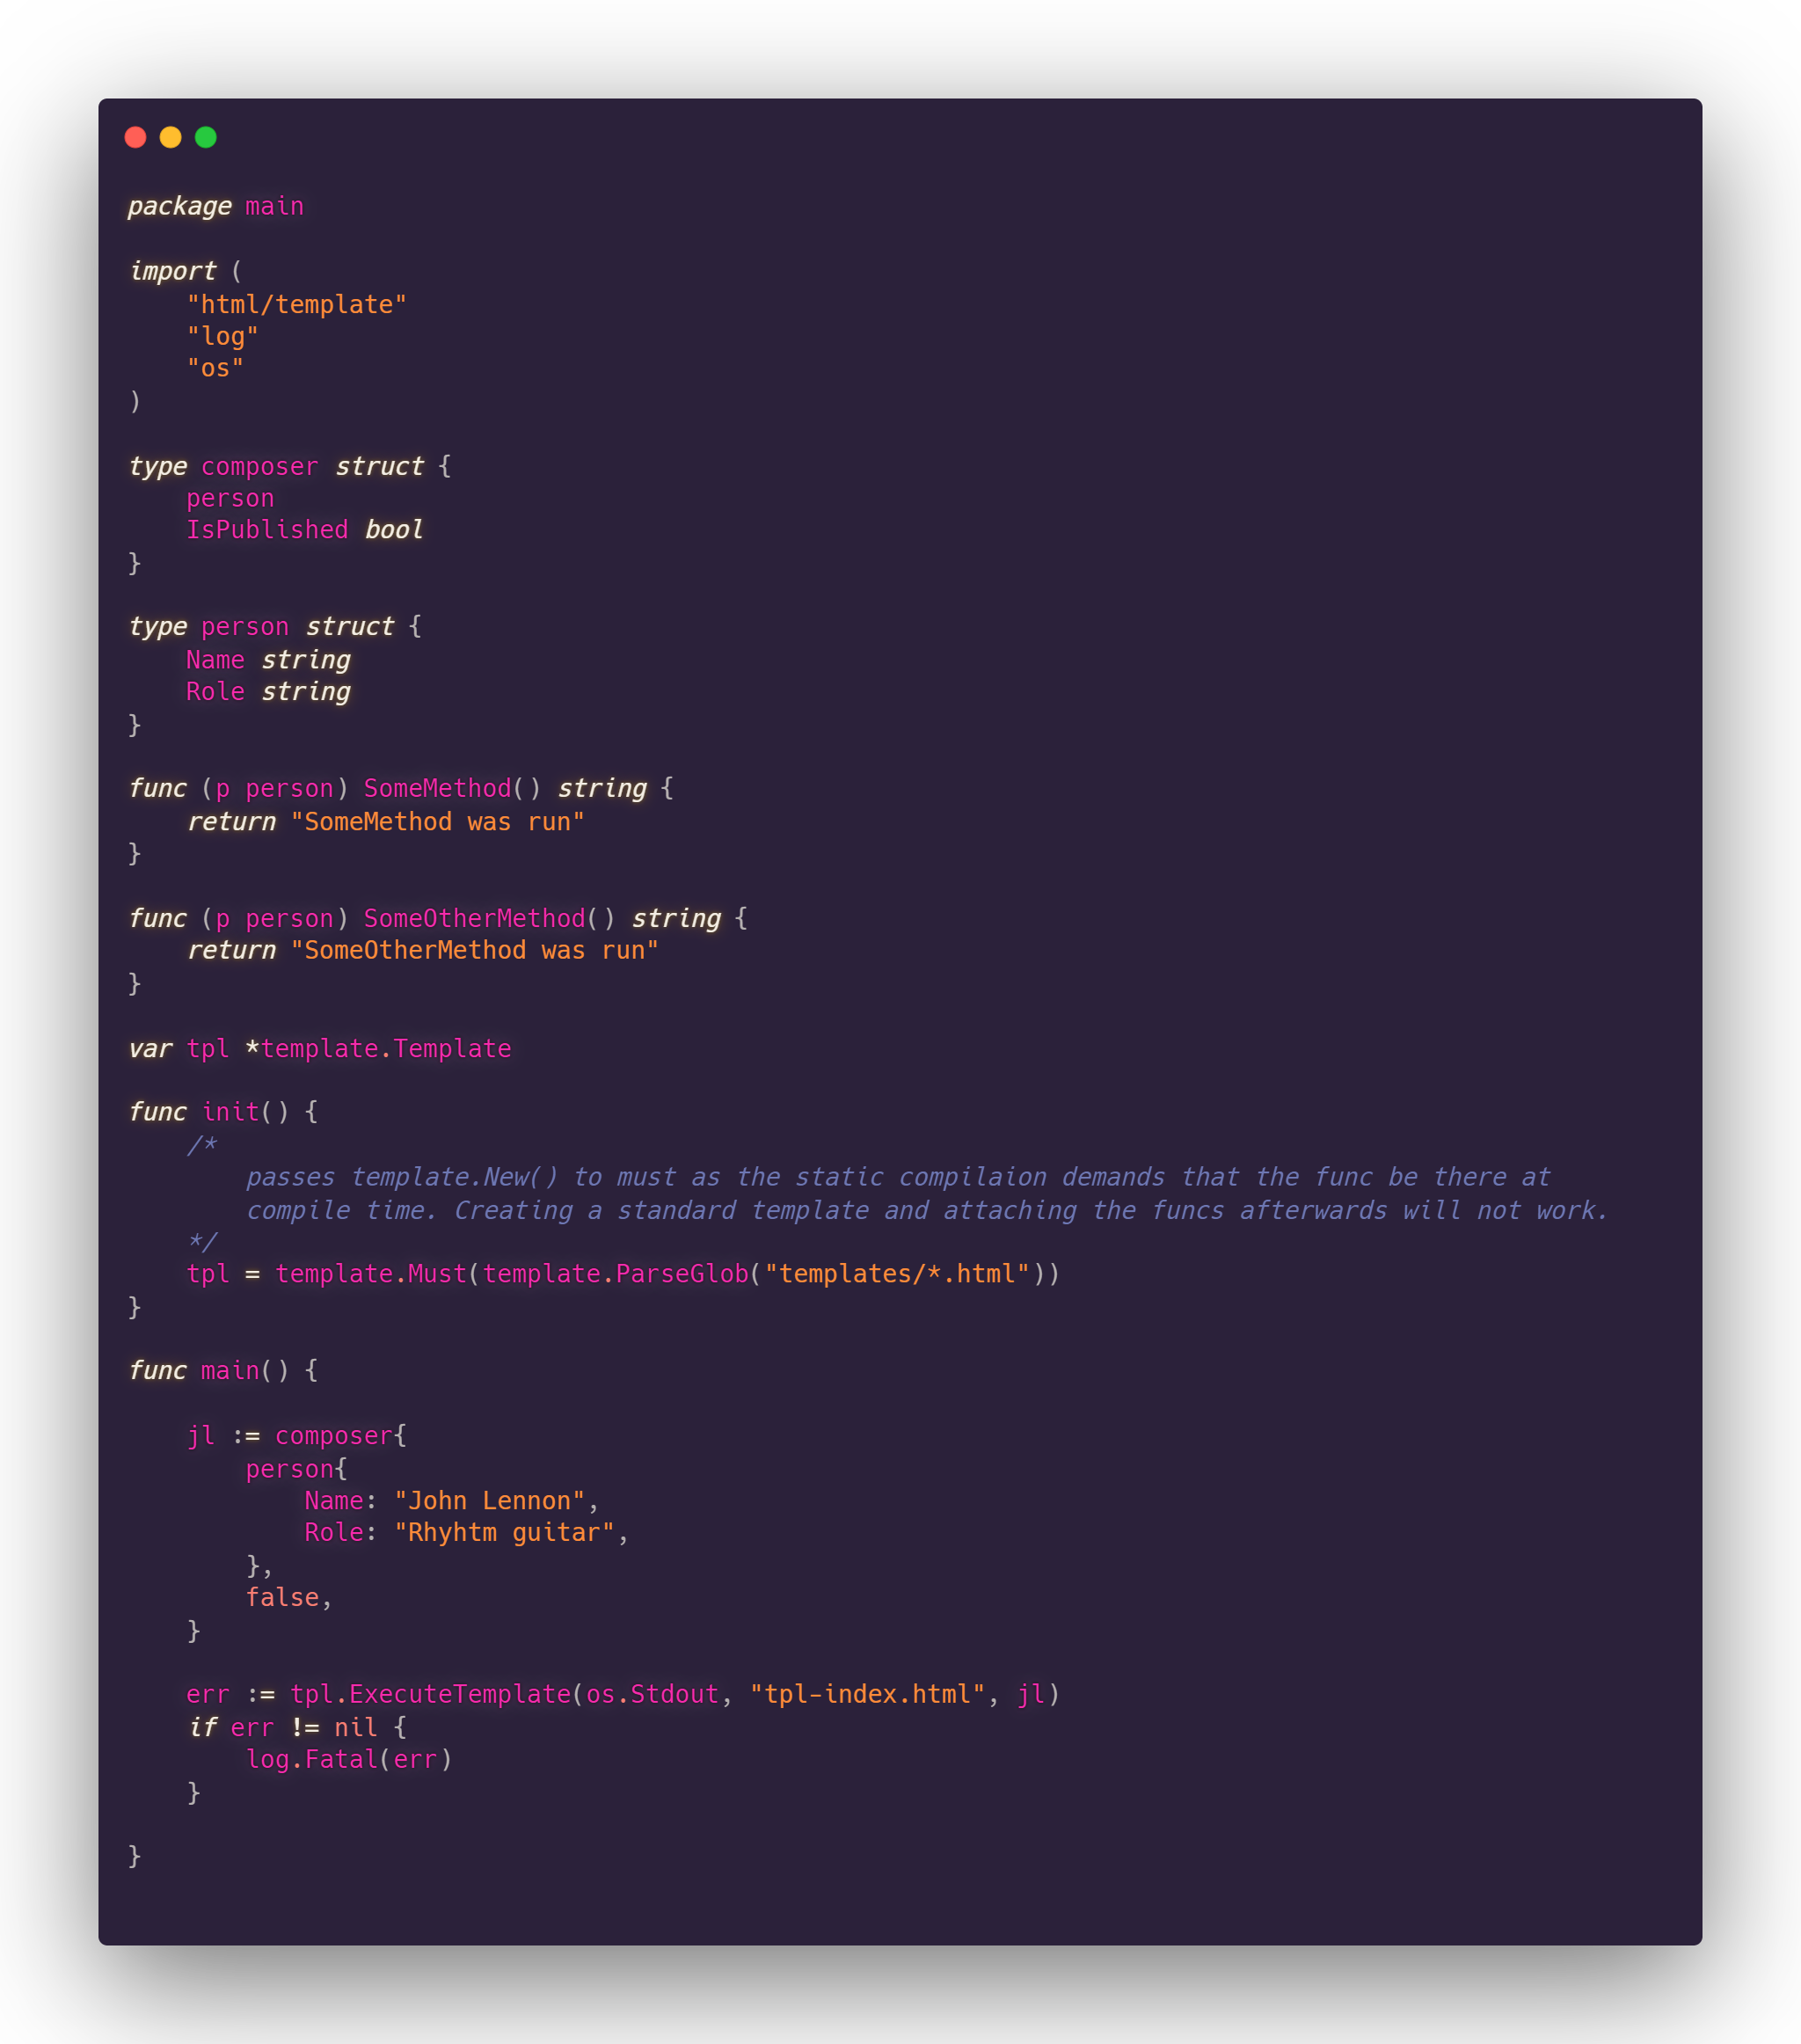 package main
import (
    "html/template"
    "log"
    "os"
)
type composer struct {
    person
    IsPublished bool
}
type person struct {
    Name string
    Role string
}
func (p person) SomeMethod() string {
    return "SomeMethod was run"
}
func (p person) SomeOtherMethod() string {
    return "SomeOtherMethod was run"
}
var tpl *template.Template
func init() {
    /*
        passes template.New() to must as the static compilaion demands that the func be there at
        compile time. Creating a standard template and attaching the funcs afterwards will not work.
    */
    tpl = template.Must(template.ParseGlob("templates/*.html"))
}
func main() {
    jl := composer{
        person{
            Name: "John Lennon",
            Role: "Rhyhtm guitar",
        },
        false,
    }
    err := tpl.ExecuteTemplate(os.Stdout, "tpl-index.html", jl)
    if err != nil {
        log.Fatal(err)
    }
}